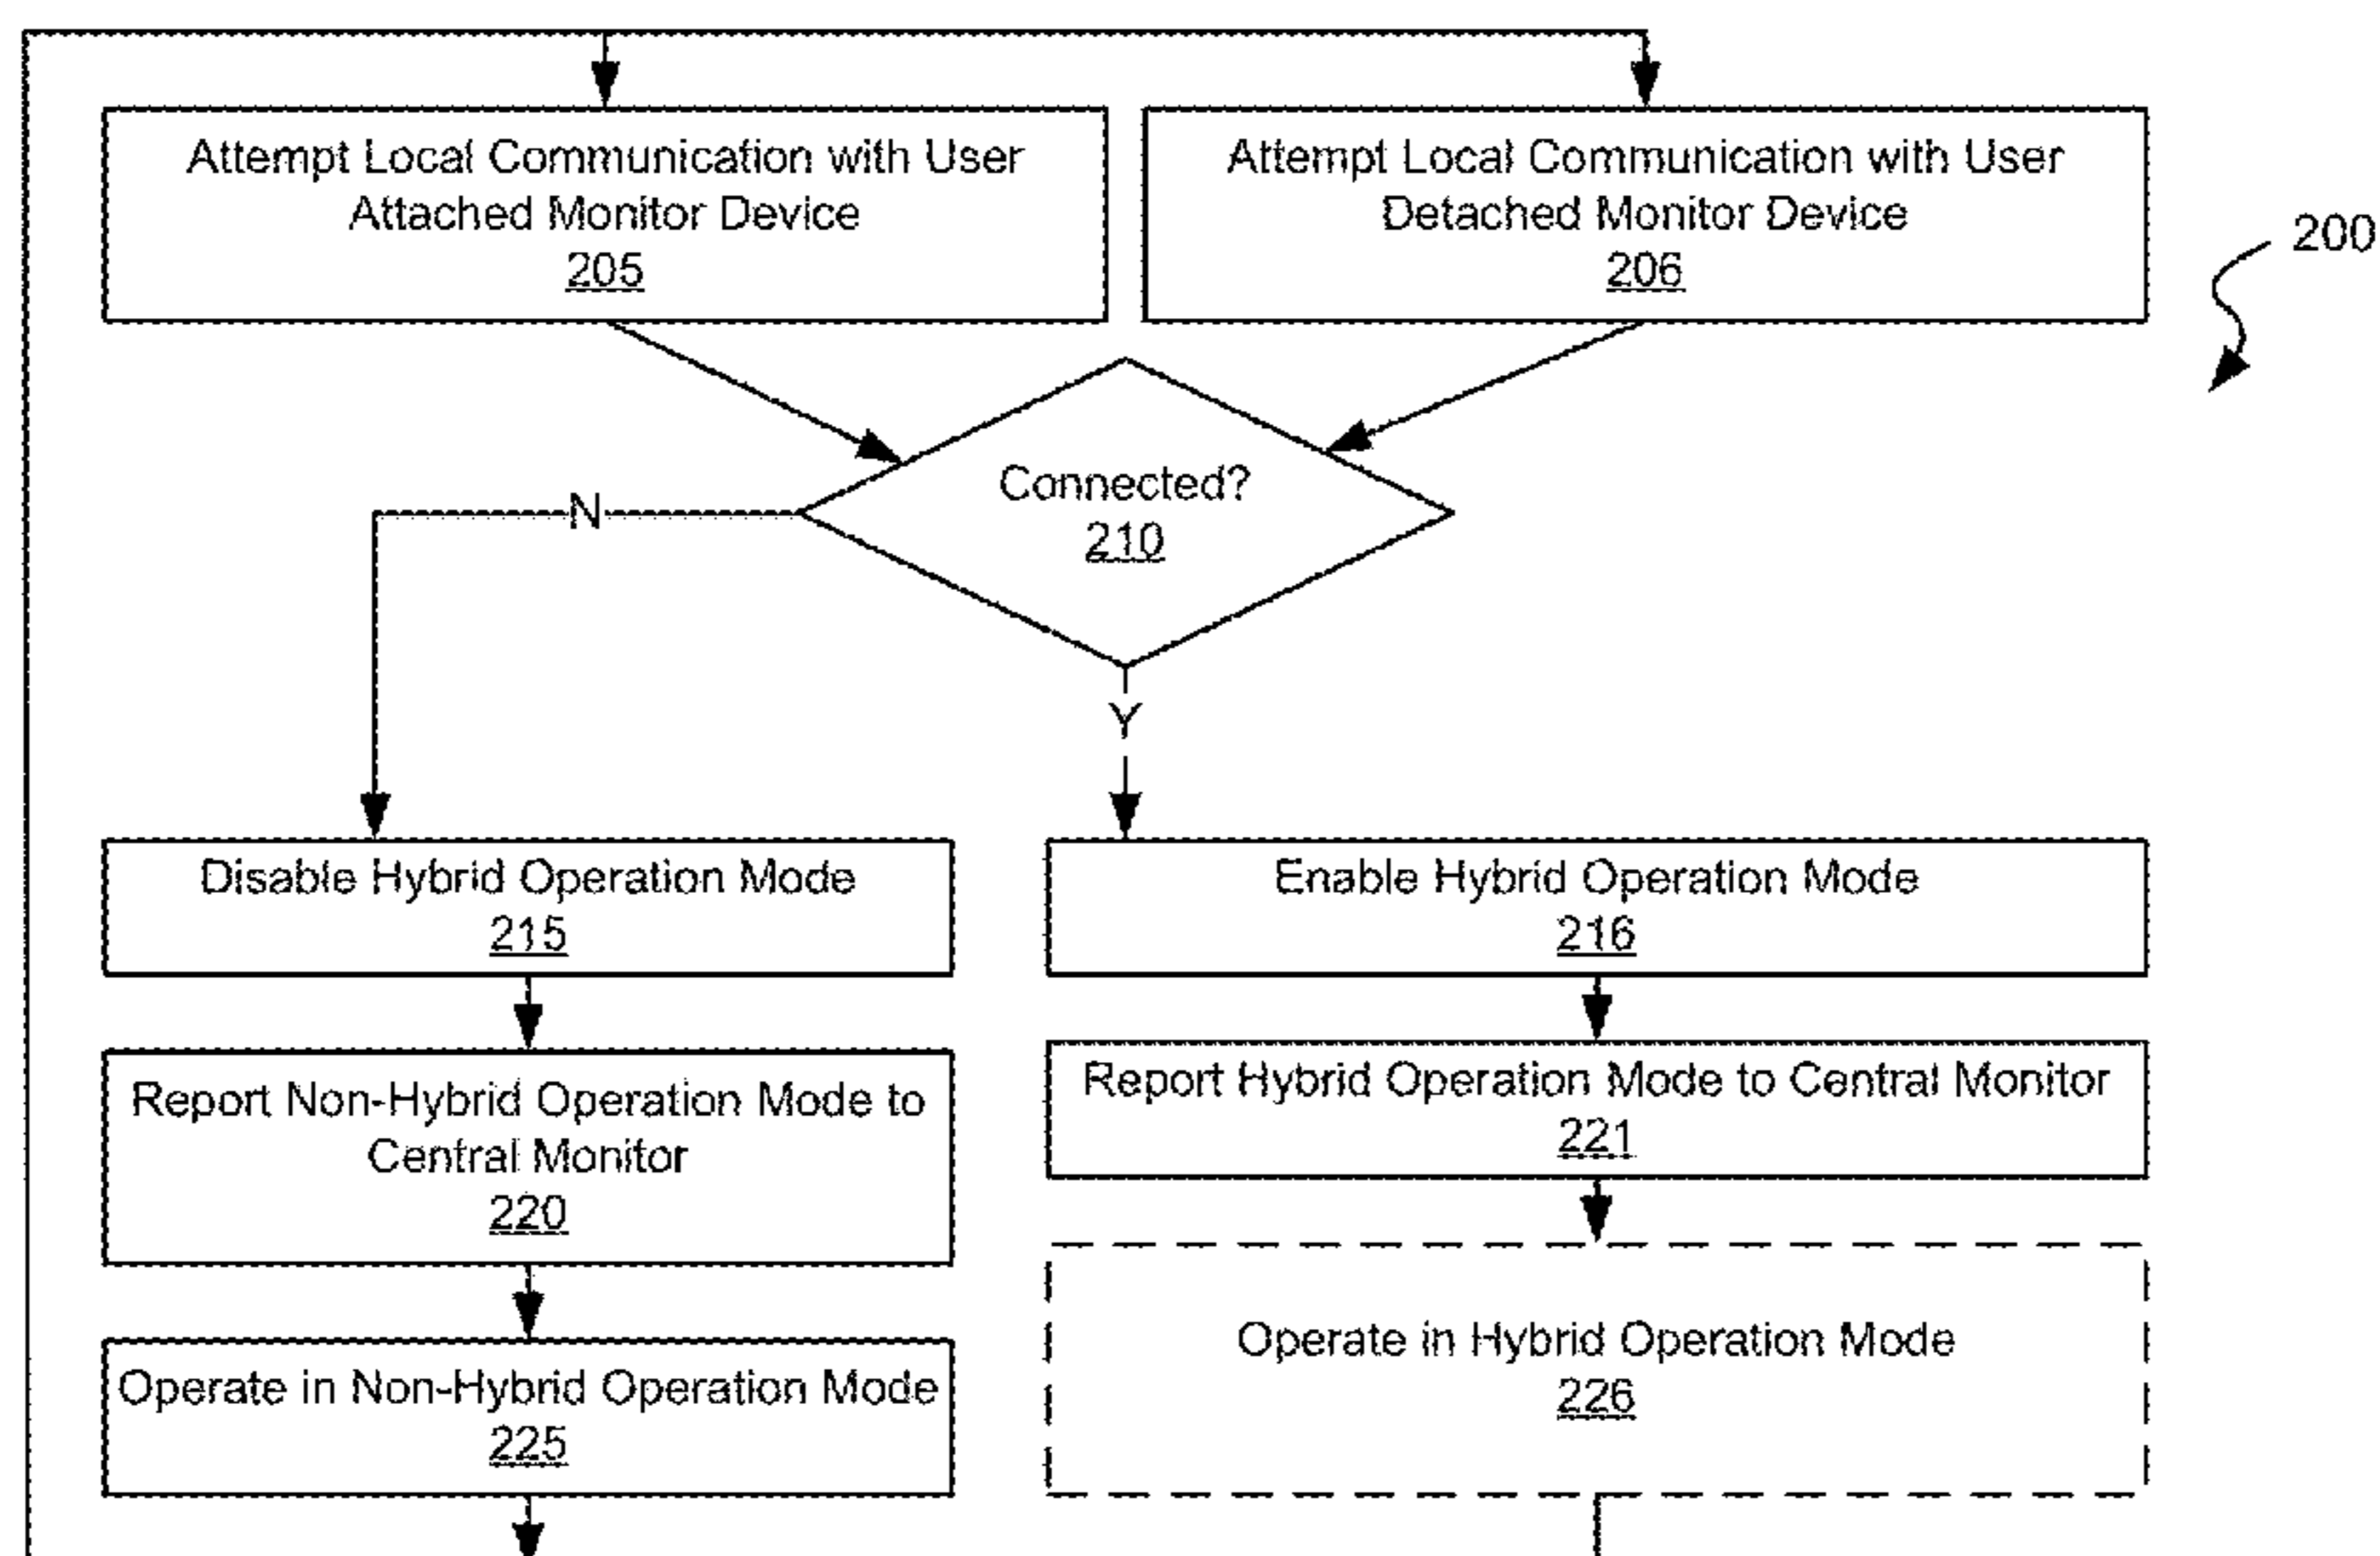 Attempt Local Communication with User
Attached Monitor Device
205
Attempt Local Communication with User
Detached Monitor Device
206
200
Connected?
210
N
Y
Disable Hybrid Operation Mode
215
Enable Hybrid Operation Mode
216
Report Non-Hybrid Operation Mode to
Central Monitor
220
Report Hybrid Operation Mode to Central Monitor
221
Operate in Non-Hybrid Operation Mode
225
Operate in Hybrid Operation Mode
226